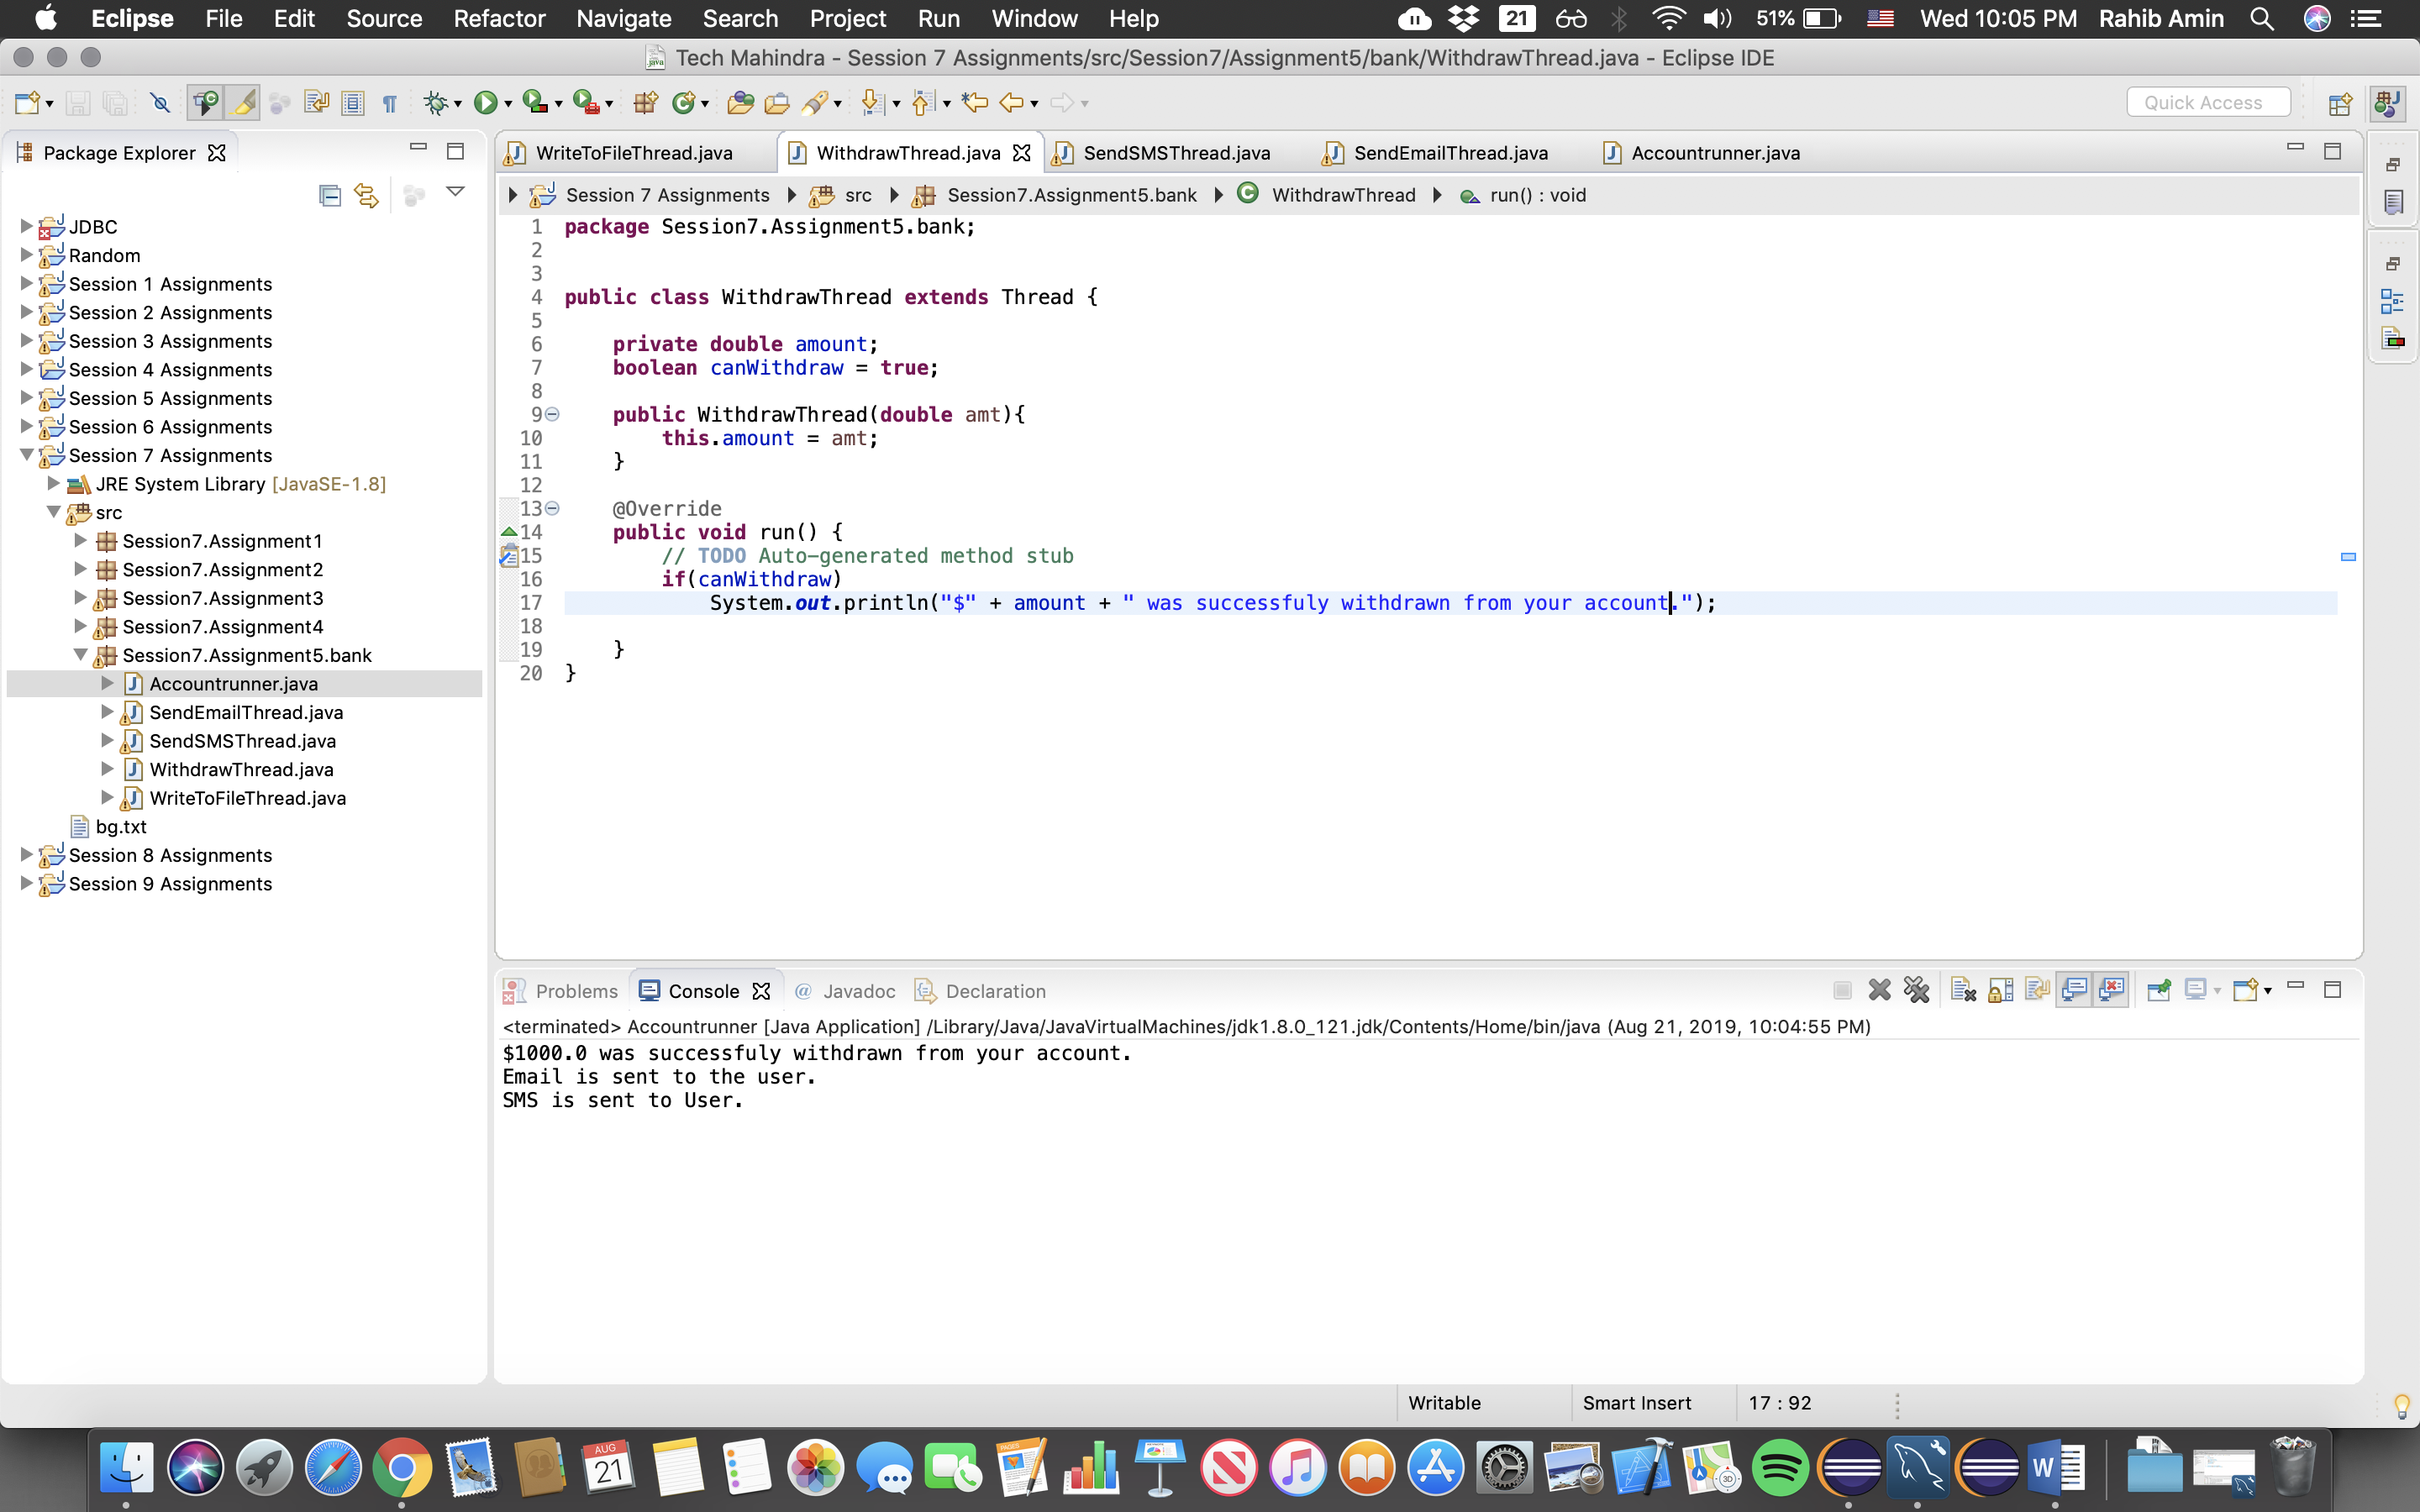 Eclipse File Edit Source Refactor Navigate Search Project Run Window Help 21 51% Wed 10:05 PM Rahib Amin
Tech Mahindra - Session 7 Assignments/src/Session7/Assignment5/bank/WithdrawThread.java - Eclipse IDE
Quick Access
Package Explorer
JDBC
Random
Session 1 Assignments
Session 2 Assignments
Session 3 Assignments
Session 4 Assignments
Session 5 Assignments
Session 6 Assignments
Session 7 Assignments
JRE System Library [JavaSE-1.8]
src
Session7.Assignment1
Session7.Assignment2
Session7.Assignment3
Session7.Assignment4
Session7.Assignment5.bank
Accountrunner.java
SendEmailThread.java
SendSMSThread.java
WithdrawThread.java
WriteToFileThread.java
bg.txt
Session 8 Assignments
Session 9 Assignments
WriteToFileThread.java WithdrawThread.java SendSMSThread.java SendEmailThread.java Accountrunner.java
Session 7 Assignments src Session7.Assignment5.bank WithdrawThread run() : void
1 package Session7.Assignment5.bank;
2
3
4 public class WithdrawThread extends Thread {
5
6 private double amount;
7 boolean canWithdraw = true;
8
9 public WithdrawThread(double amt){
10 this.amount = amt;
11 }
12
13 @Override
14 public void run() {
15 // TODO Auto-generated method stub
16 if(canWithdraw)
17 System.out.println("$" + amount + " was successfuly withdrawn from your account.");
18
19 }
20 }
Problems Console Javadoc Declaration
<terminated> Accountrunner [Java Application] /Library/Java/JavaVirtualMachines/jdk1.8.0_121.jdk/Contents/Home/bin/java (Aug 21, 2019, 10:04:55 PM)
$1000.0 was successfuly withdrawn from your account.
Email is sent to the user.
SMS is sent to User.
Writable Smart Insert 17 : 92
AUG
21
PAGES
3D
W